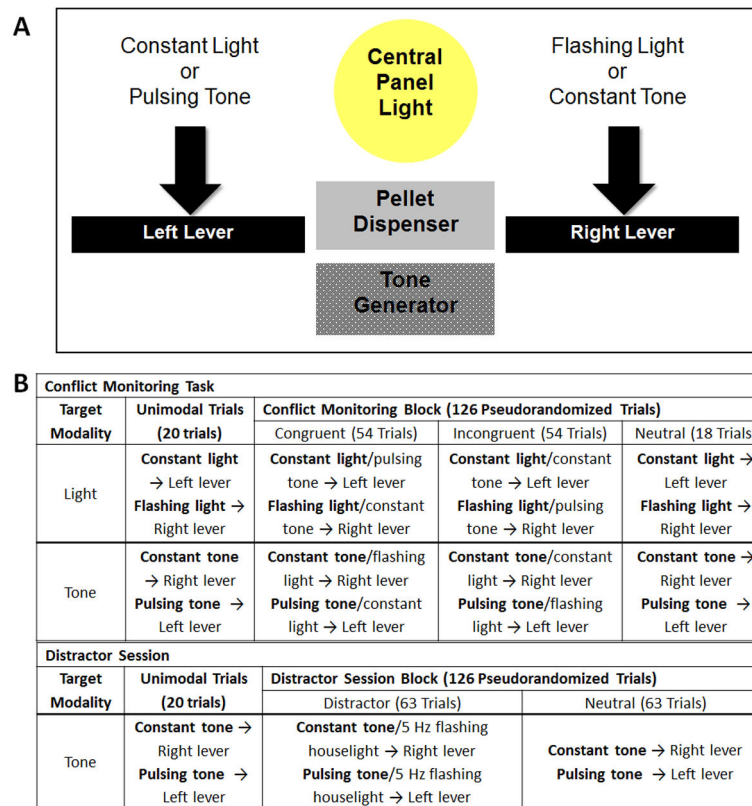 A
Constant Light
or
Pulsing Tone
Central
Panel
Light
Flashing Light
or
Constant Tone
Left Lever
Pellet
Dispenser
Right Lever
Tone
Generator
B
Conflict Monitoring Task
Target
Modality
Unimodal Trials
(20 trials)
Conflict Monitoring Block (126 Pseudorandomized Trials)
Congruent (54 Trials)
Incongruent (54 Trials)
Neutral (18 Trials)
Light
Constant light
→ Left lever
Flashing light →
Right lever
Constant light/pulsing
tone → Left lever
Flashing light/constant
tone → Right lever
Constant light/constant
tone → Left lever
Flashing light/pulsing
tone → Right lever
Constant light →
Left lever
Flashing light →
Right lever
Tone
Constant tone
→ Right lever
Pulsing tone →
Left lever
Constant tone/flashing
light → Right lever
Pulsing tone/constant
light → Left lever
Constant tone/constant
light → Right lever
Pulsing tone/flashing
light → Left lever
Constant tone →
Right lever
Pulsing tone →
Left lever
Distractor Session
Target
Modality
Unimodal Trials
(20 trials)
Distractor Session Block (126 Pseudorandomized Trials)
Distractor (63 Trials)
Neutral (63 Trials)
Tone
Constant tone →
Right lever
Pulsing tone →
Left lever
Constant tone/5 Hz flashing
houselight → Right lever
Pulsing tone/5 Hz flashing
houselight → Left lever
Constant tone → Right lever
Pulsing tone → Left lever